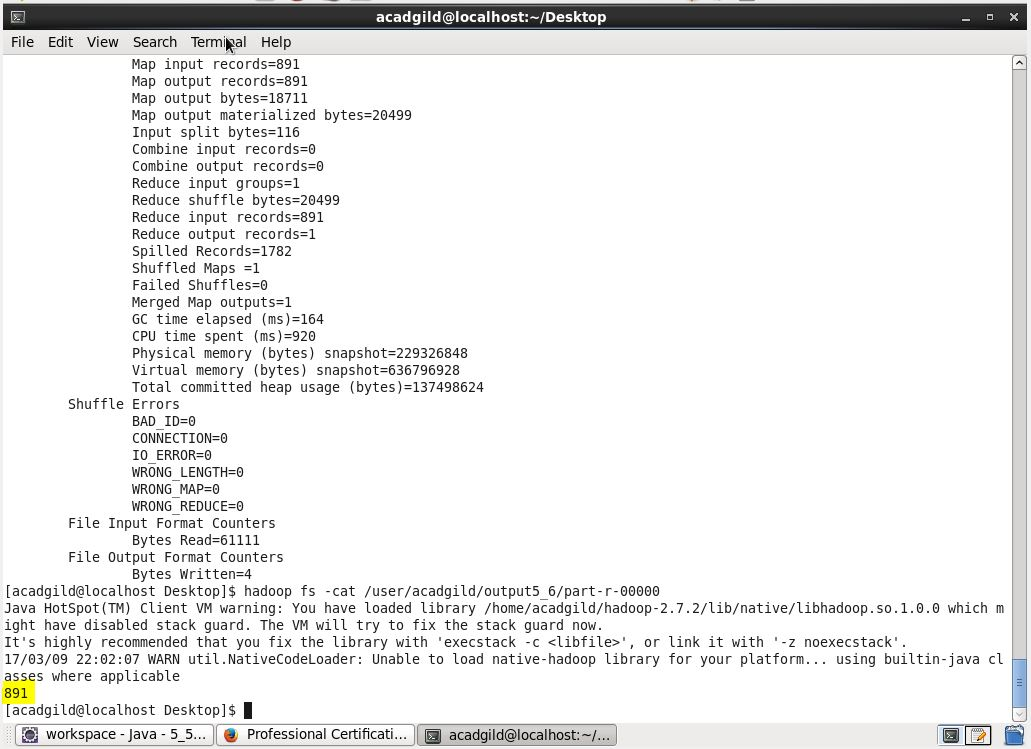 acadgild@localhost:~/Desktop
File Edit View Search Terminal Help
Map input records=891
Map output records=891
Map output bytes=18711
Map output materialized bytes=20499
Input split bytes=116
Combine input records=0
Combine output records=0
Reduce input groups=1
Reduce shuffle bytes=20499
Reduce input records=891
Reduce output records=1
Spilled Records=1782
Shuffled Maps =1
Failed Shuffles=0
Merged Map outputs=1
GC time elapsed (ms)=164
CPU time spent (ms)=920
Physical memory (bytes) snapshot=229326848
Virtual memory (bytes) snapshot=636796928
Total committed heap usage (bytes)=137498624
Shuffle Errors
BAD_ID=0
CONNECTION=0
IO_ERROR=0
WRONG_LENGTH=0
WRONG_MAP=0
WRONG_REDUCE=0
File Input Format Counters
Bytes Read=61111
File Output Format Counters
Bytes Written=4
[acadgild@localhost Desktop]$ hadoop fs -cat /user/acadgild/output5_6/part-r-00000
Java HotSpot(TM) Client VM warning: You have loaded library /home/acadgild/hadoop-2.7.2/lib/native/libhadoop.so.1.0.0 which m
ight have disabled stack guard. The VM will try to fix the stack guard now.
It's highly recommended that you fix the library with 'execstack -c <libfile>', or link it with '-z noexecstack'.
17/03/09 22:02:07 WARN util.NativeCodeLoader: Unable to load native-hadoop library for your platform... using builtin-java cl
asses where applicable
891
[acadgild@localhost Desktop]$
workspace - Java - 5_5... Professional Certificati... acadgild@localhost:~/...